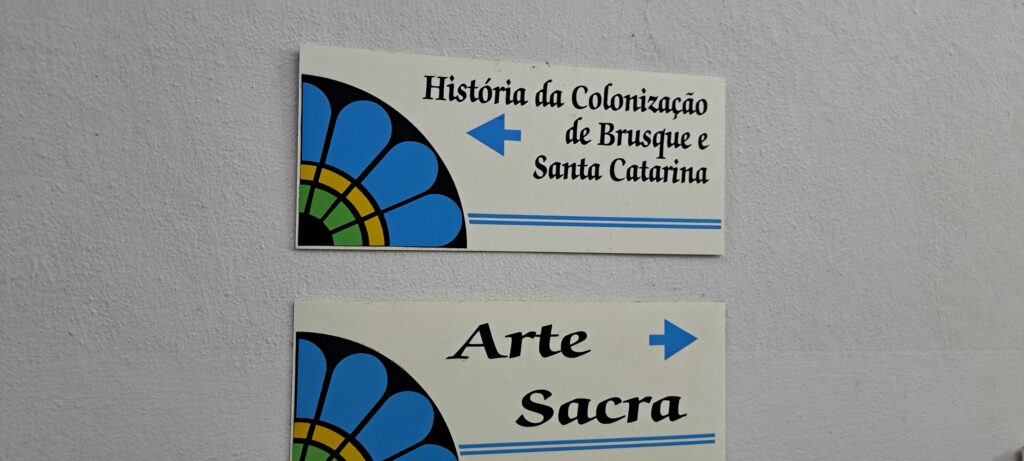 História da Colonização
de Brusque e
Santa Catarina
Arte
Sacra